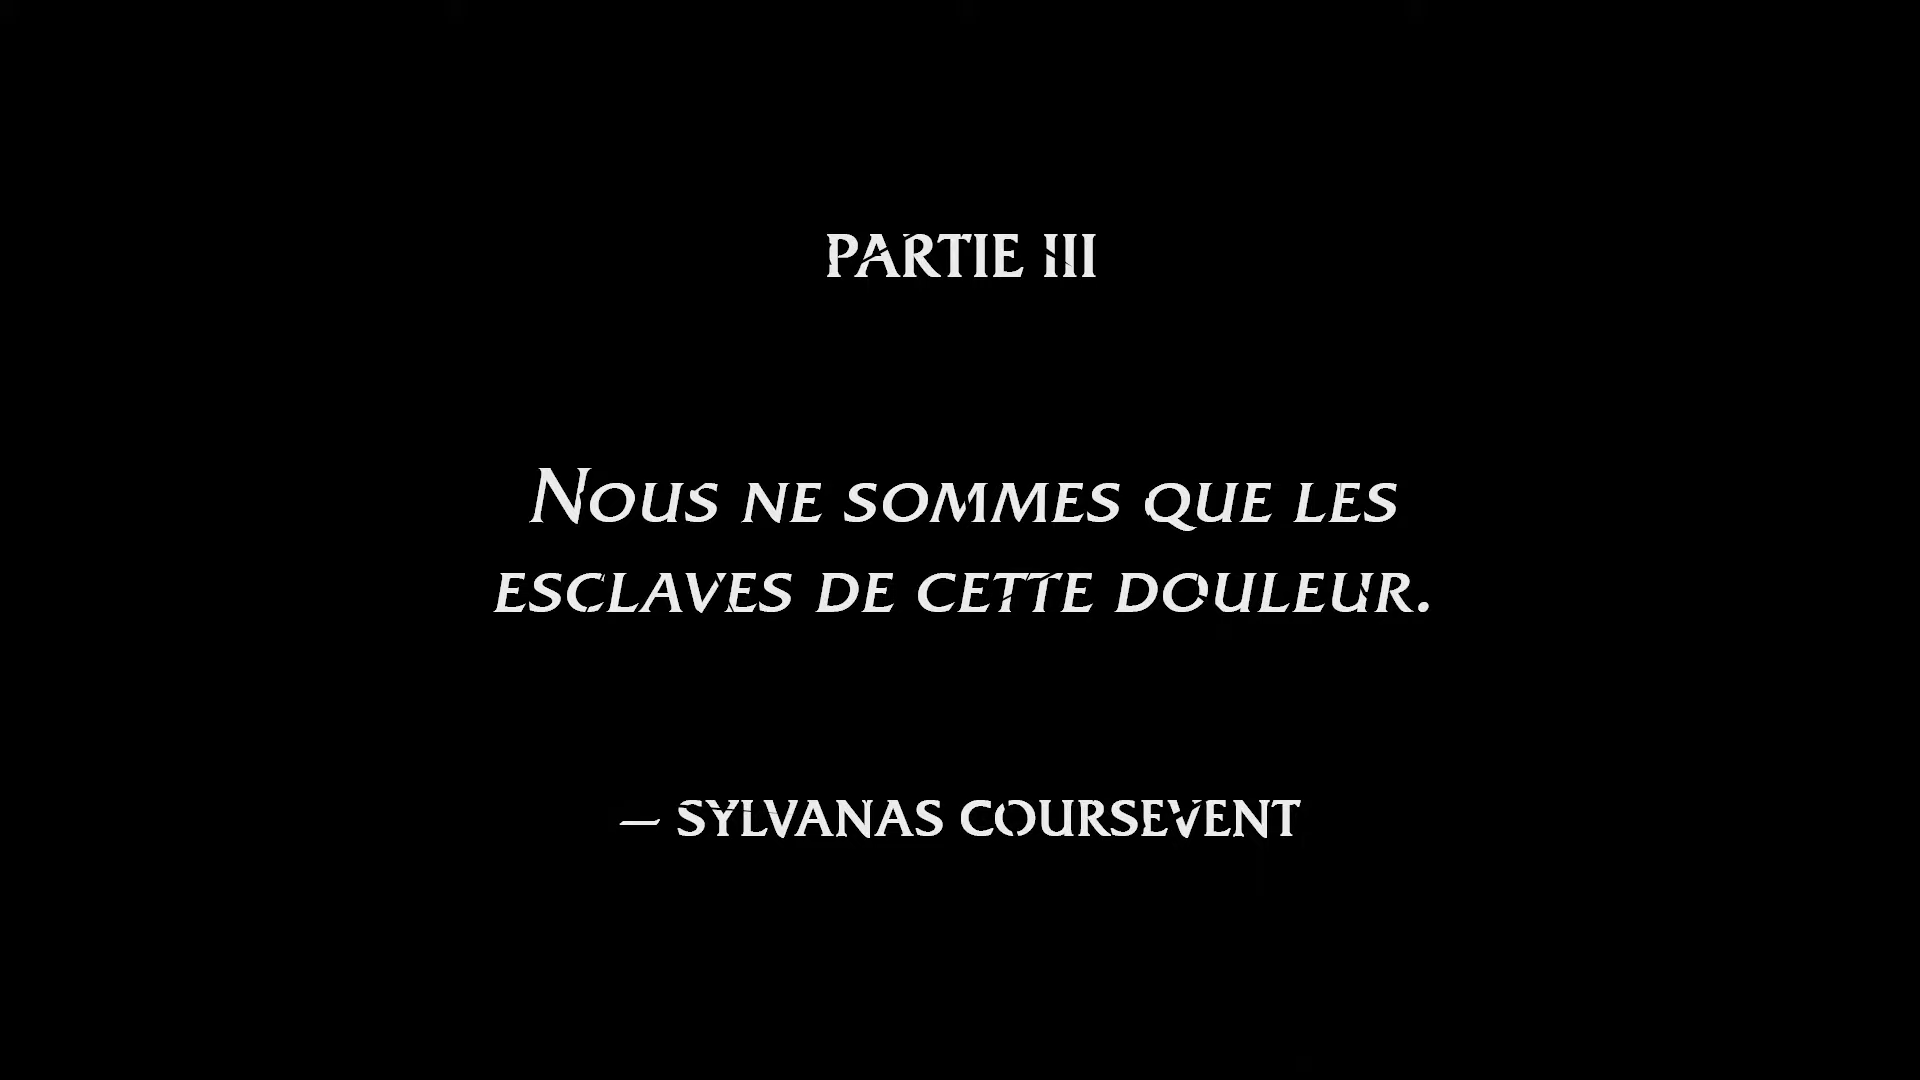 PARTIE III
Nous ne sommes que les
esclaves de cette douleur.
— SYLVANAS COURSEVENT